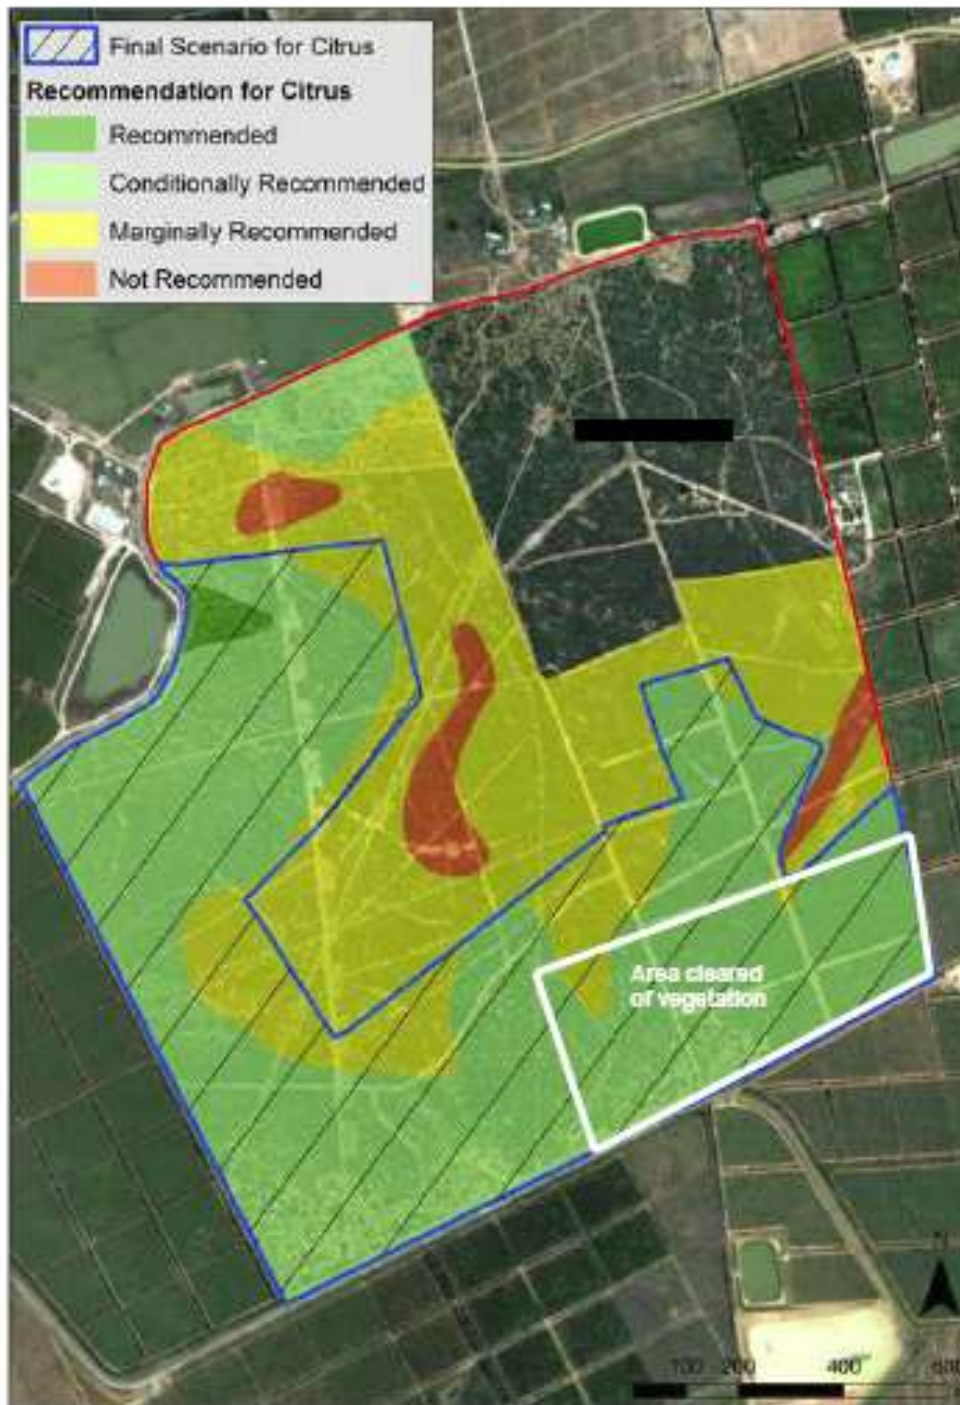 Final Scenario for Citrus
Recommendation for Citrus
Recommended
Conditionally Recommended
Marginally Recommended
Not Recommended
Area cleared
of vegetation
100 200 400